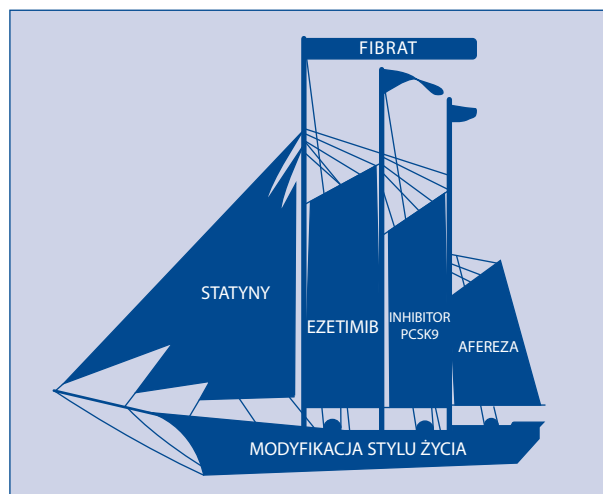 FIBRAT
STATYNY
EZETIMIB
INHIBITOR
PCSK9
AFEREZA
MODYFIKACJA STYLU ŻYCIA